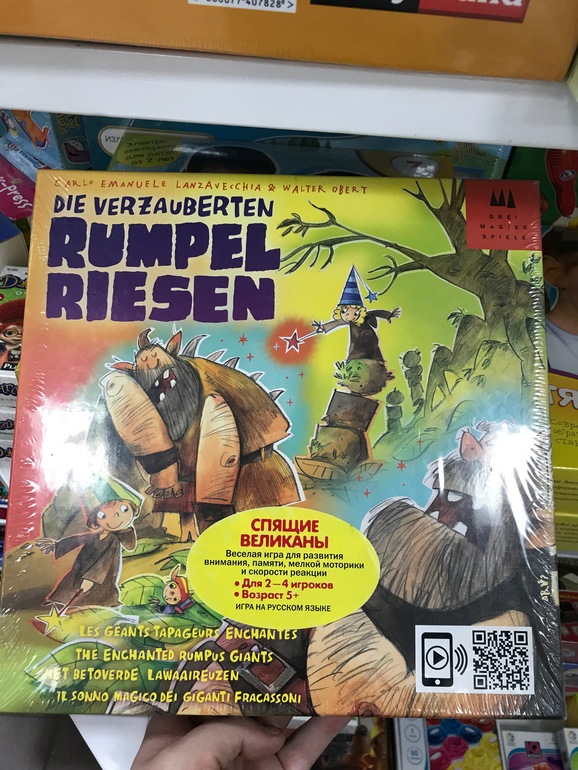 CARLO EMANUELE LANZAVECCHIA & WALTER OBERT
DIE VERZAUBERTEN
RUMPEL
RIESEN
DREI
MAGIER
SPIELE
СПЯЩИЕ
ВЕЛИКАНЫ
Веселая игра для развития
внимания, памяти, мелкой моторики
и скорости реакции
• Для 2—4 игроков
• Возраст 5+
ИГРА НА РУССКОМ ЯЗЫКЕ
LES GÉANTS TAPAGEURS ENCHANTÉS
THE ENCHANTED RUMPUS GIANTS
HET BETOVERDE LAWAAIREUZEN
IL SONNO MAGICO DEI GIGANTI FRACASSONI